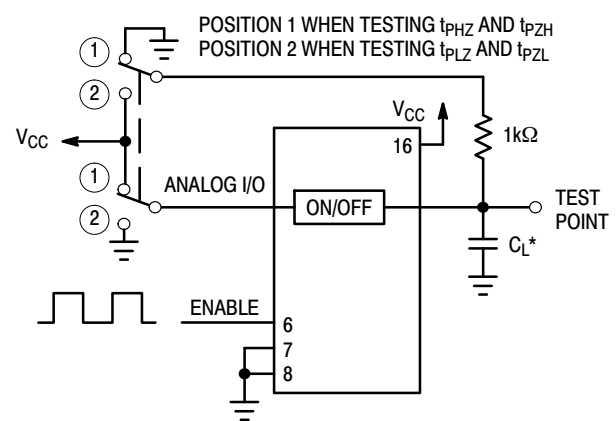 POSITION 1 WHEN TESTING tPHZ AND tPZH
POSITION 2 WHEN TESTING tPLZ AND tPZL
1
2
VCC
VCC
16
1kΩ
1
ANALOG I/O
ON/OFF
TEST
POINT
2
CL*
ENABLE
6
7
8